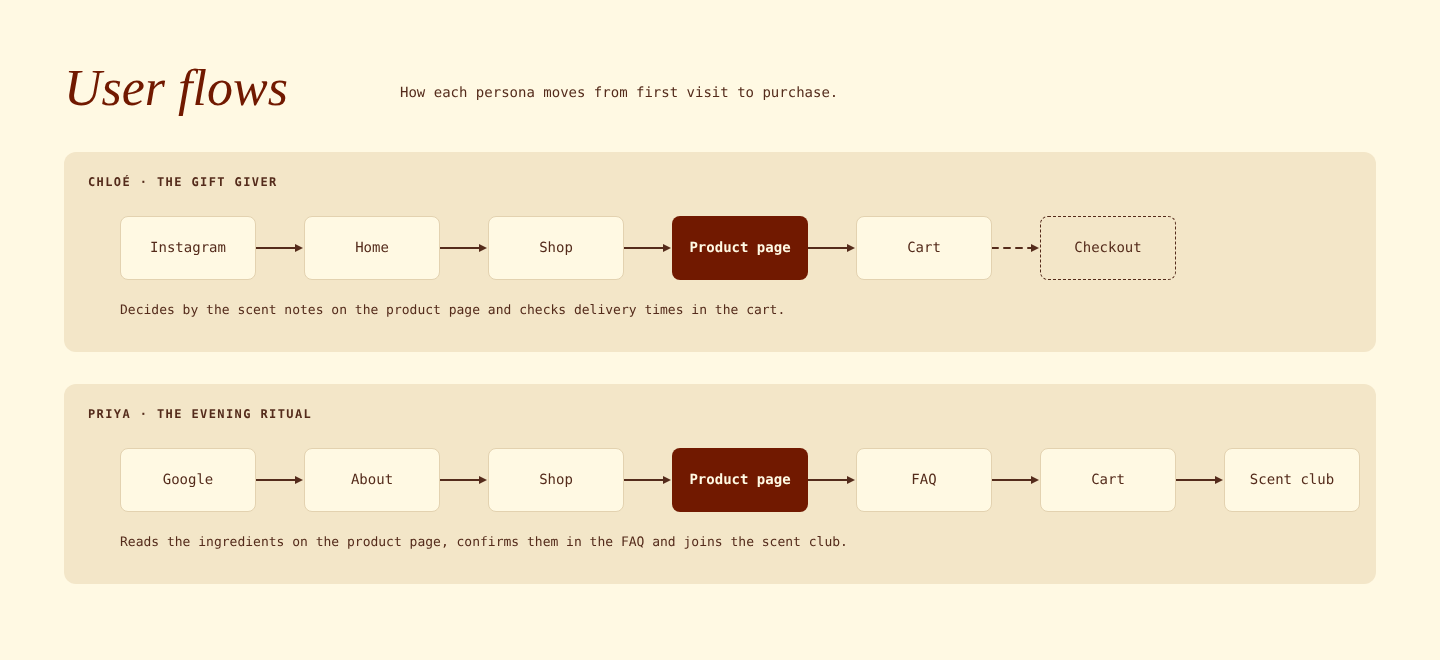 User flows
How each persona moves from first visit to purchase.
CHLOÉ · THE GIFT GIVER
Instagram
Home
Shop
Product page
Cart
Checkout
Decides by the scent notes on the product page and checks delivery times in the cart.
PRIYA · THE EVENING RITUAL
Google
About
Shop
Product page
FAQ
Cart
Scent club
Reads the ingredients on the product page, confirms them in the FAQ and joins the scent club.